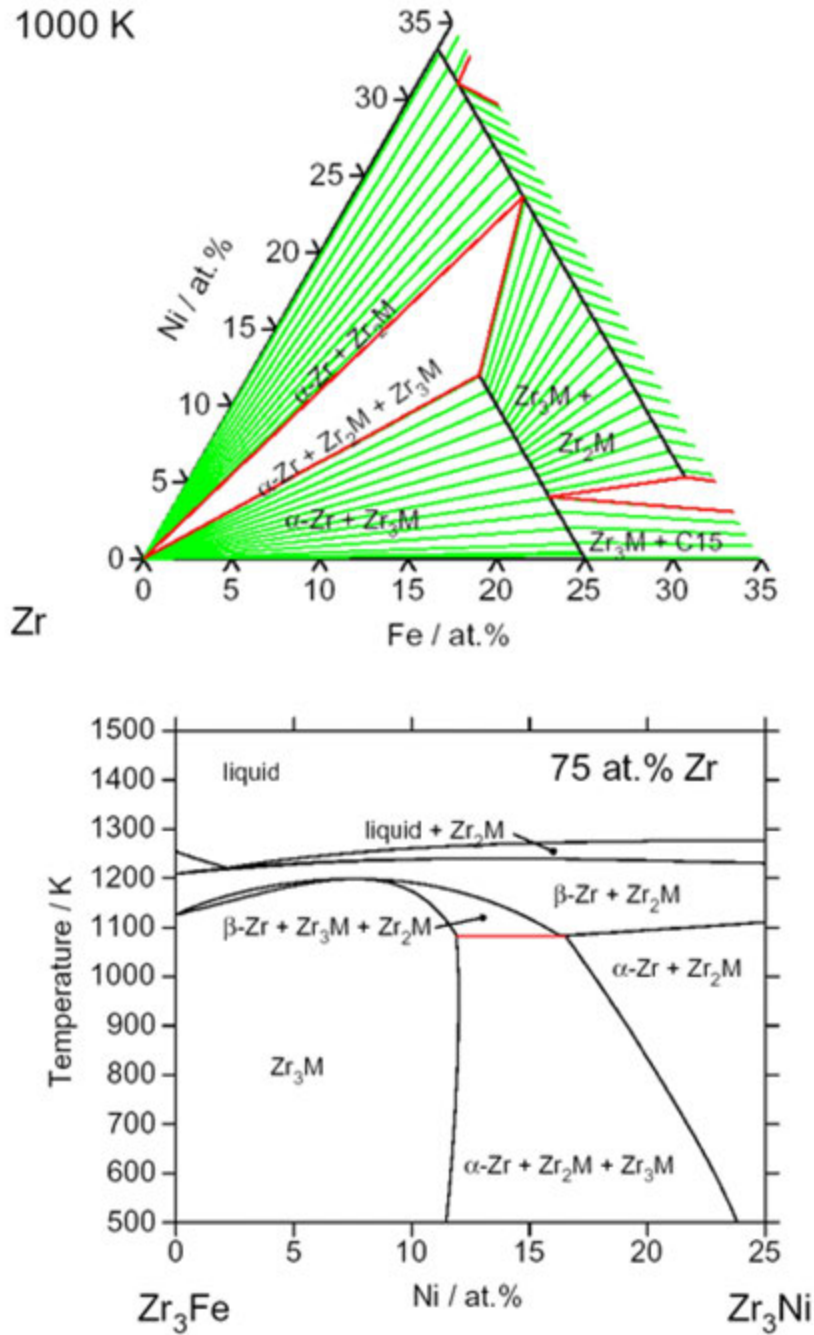 1000 K
35
30
25
20
15
10
5
0
Ni / at.%
α-Zr + Zr₂M
α-Zr + Zr₂M + Zr₃M
α-Zr + Zr₃M
Zr₃M +
Zr₂M
Zr₃M + C15
0 5 10 15 20 25 30 35
Zr
Fe / at.%
75 at.% Zr
1500
1400
1300
1200
1100
1000
900
800
700
600
500
Temperature / K
liquid
liquid + Zr₂M
β-Zr + Zr₂M
β-Zr + Zr₃M + Zr₂M
α-Zr + Zr₂M
Zr₃M
α-Zr + Zr₂M + Zr₃M
0 5 10 15 20 25
Zr₃Fe
Ni / at.%
Zr₃Ni